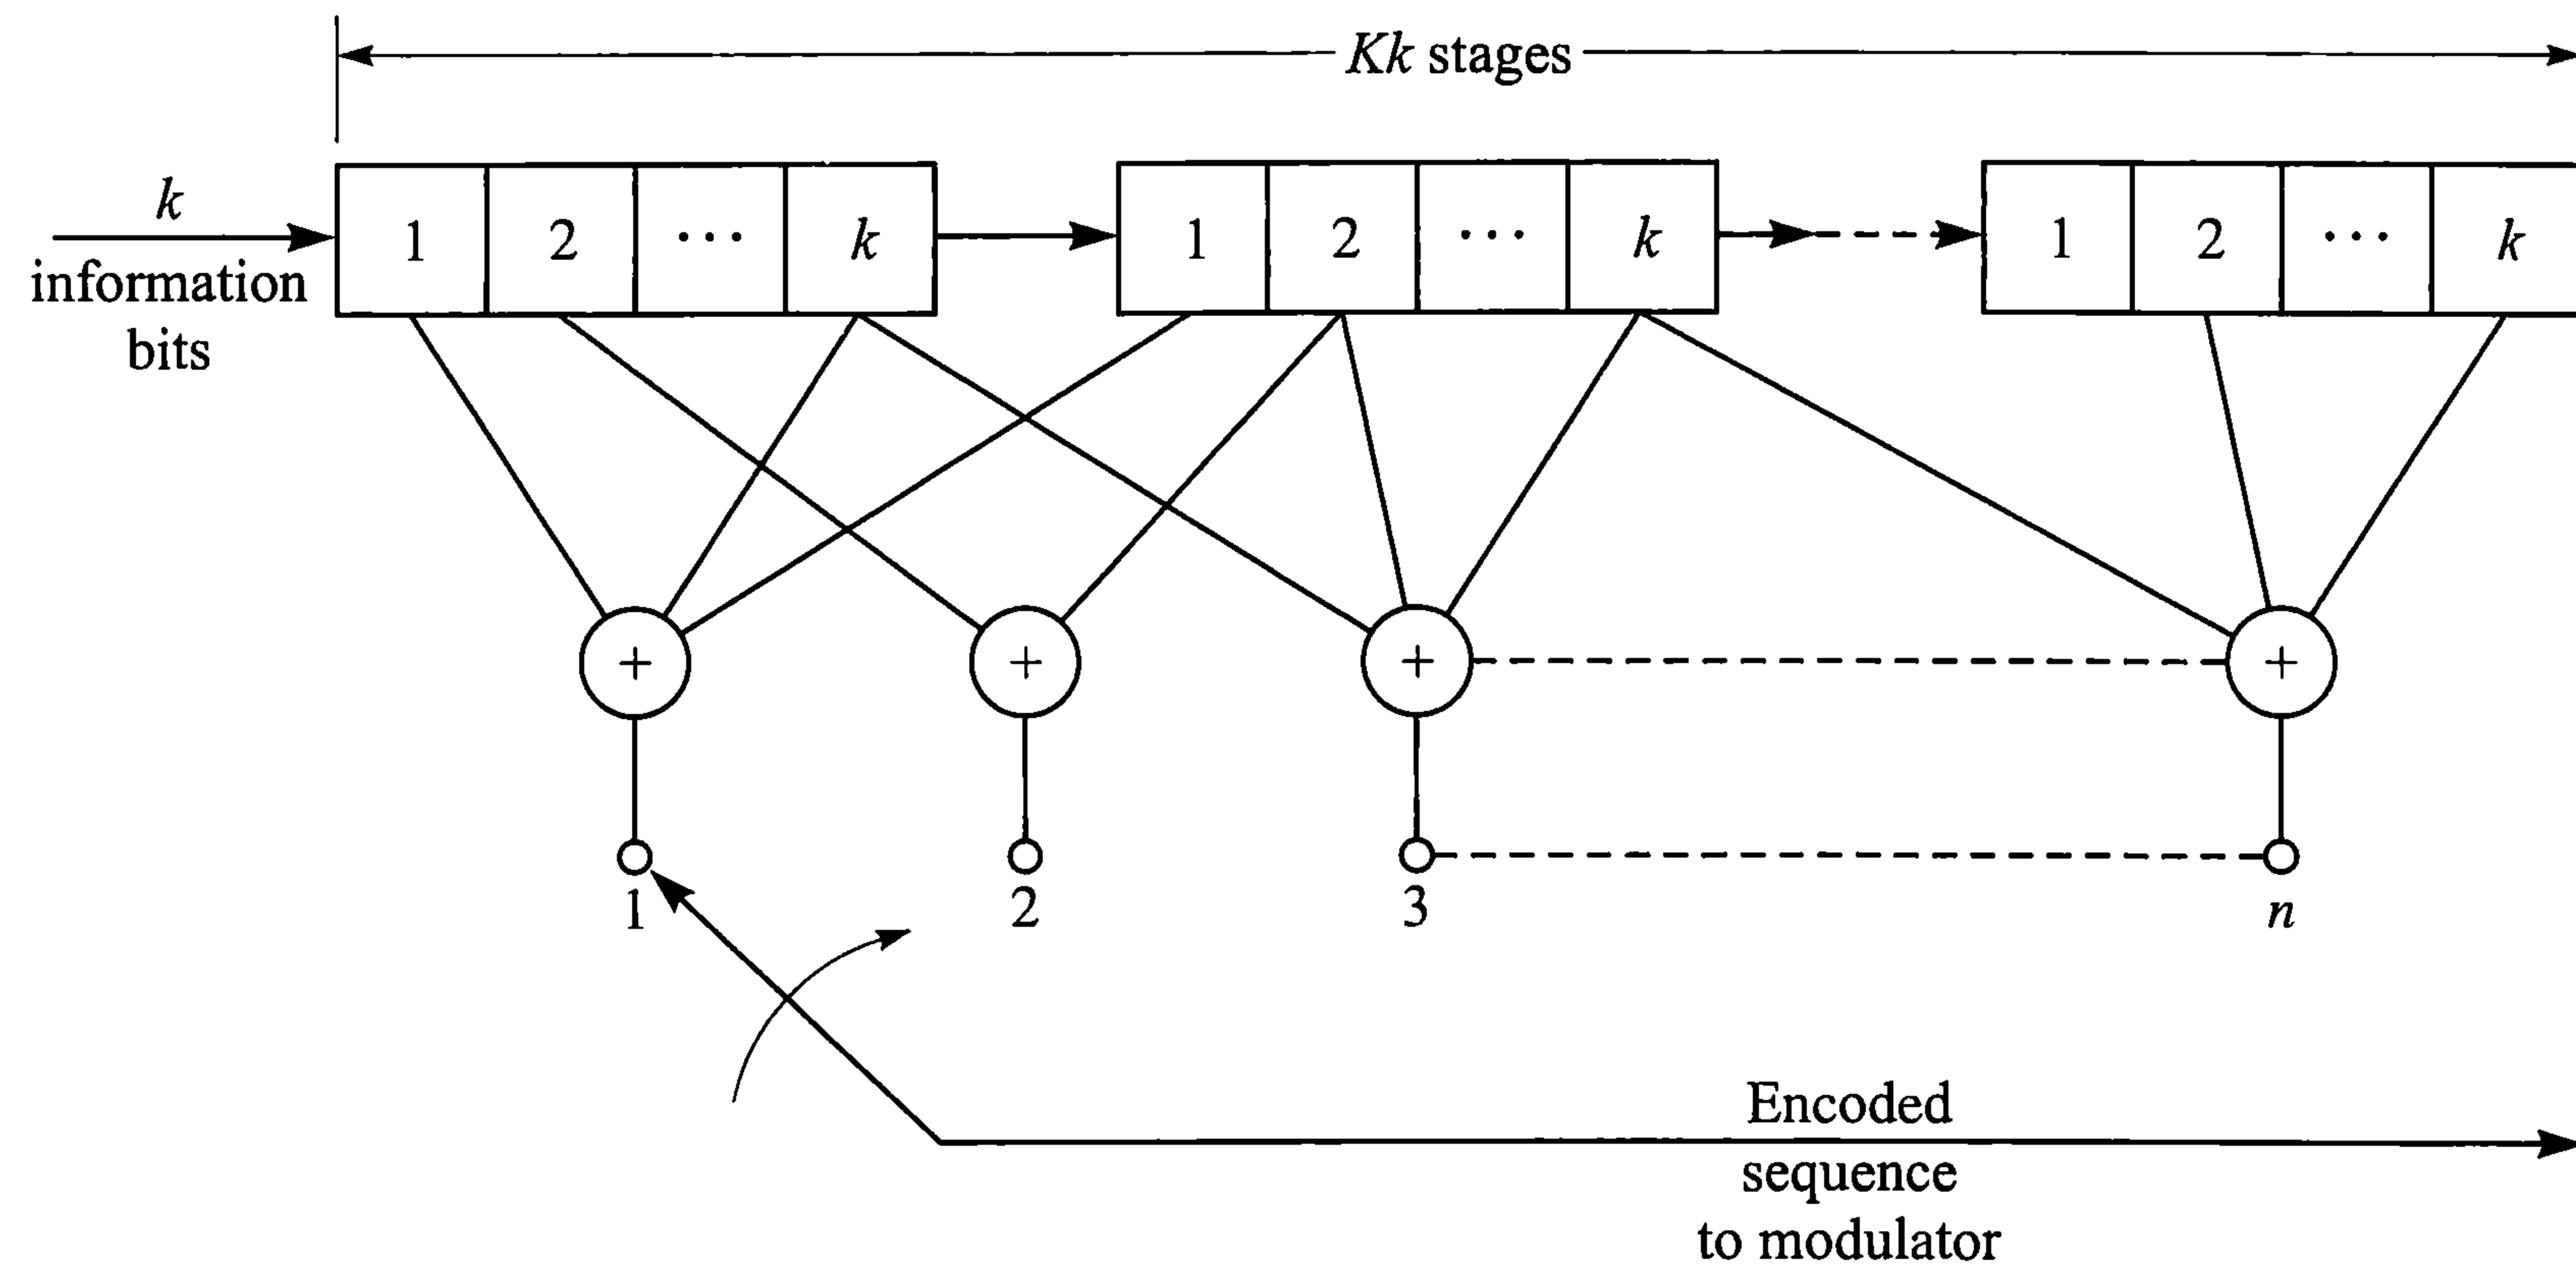 Kk stages
k
information
bits
1 2 ··· k
1 2 ··· k
1 2 ··· k
+ + + +
1 2 3 n
Encoded
sequence
to modulator